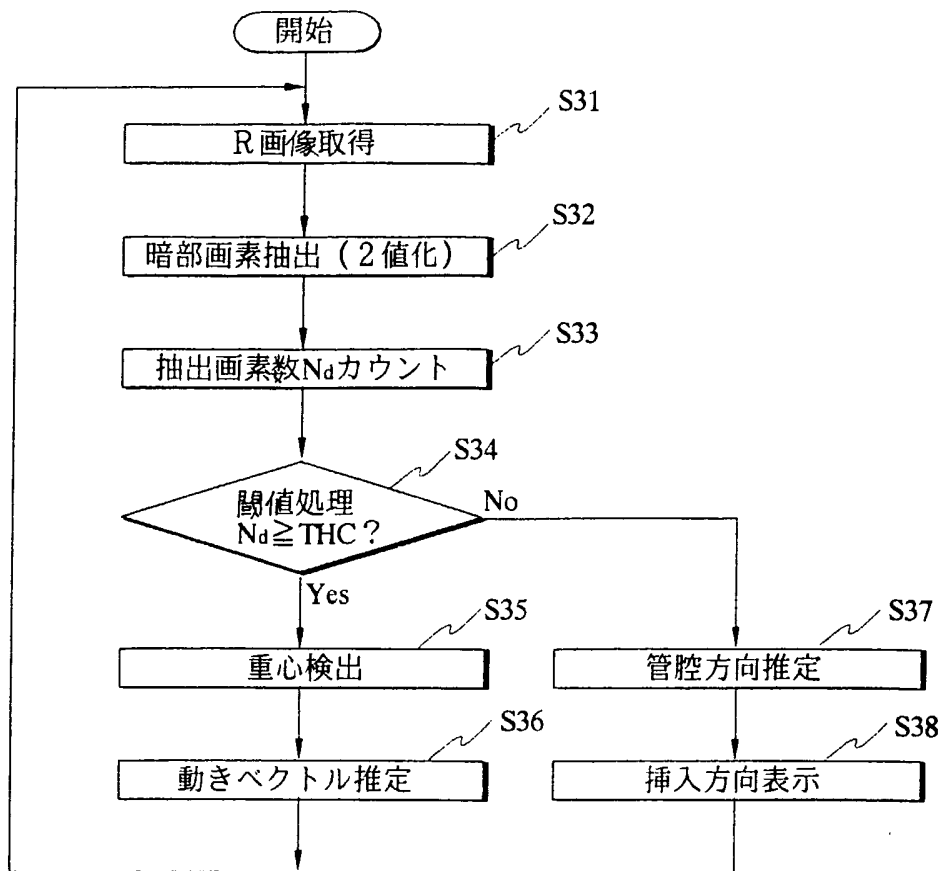 開始
S31
R画像取得
S32
暗部画素抽出（2値化）
S33
抽出画素数Ndカウント
S34
閾値処理
Nd≧THC？
No
Yes
S35
重心検出
S37
管腔方向推定
S36
動きベクトル推定
S38
挿入方向表示